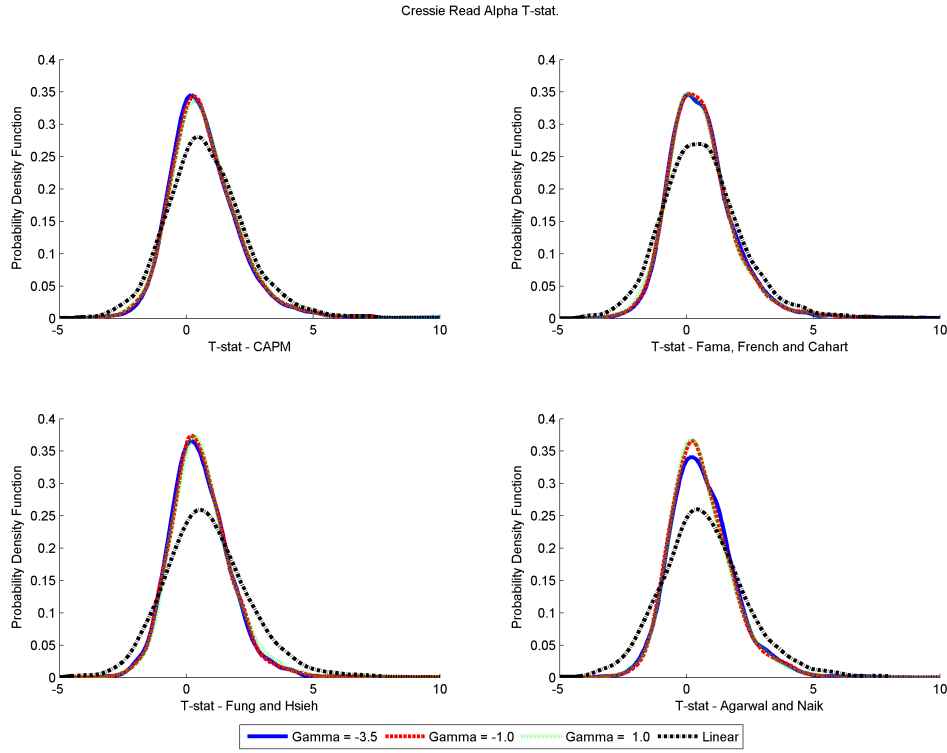 Cressie Read Alpha T-stat.
Probability Density Function
0.4
0.35
0.3
0.25
0.2
0.15
0.1
0.05
0
-5 0 5 10
T-stat - CAPM
Probability Density Function
0.4
0.35
0.3
0.25
0.2
0.15
0.1
0.05
0
-5 0 5 10
T-stat - Fama, French and Cahart
Probability Density Function
0.4
0.35
0.3
0.25
0.2
0.15
0.1
0.05
0
-5 0 5 10
T-stat - Fung and Hsieh
Probability Density Function
0.4
0.35
0.3
0.25
0.2
0.15
0.1
0.05
0
-5 0 5 10
T-stat - Agarwal and Naik
Gamma = -3.5 Gamma = -1.0 Gamma = 1.0 Linear